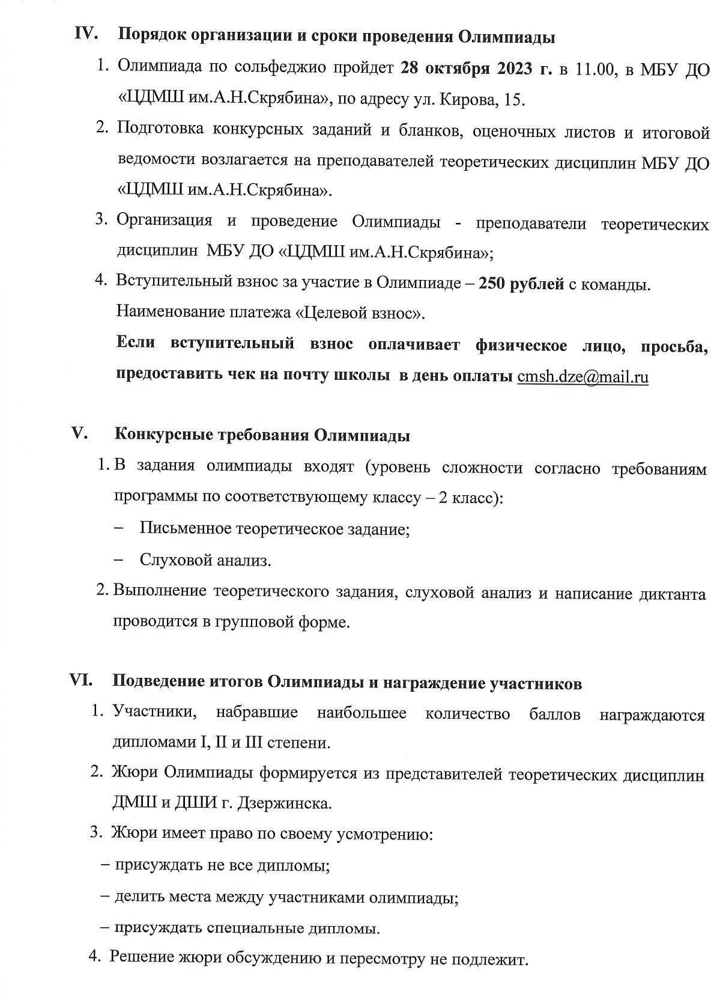 IV. Порядок организации и сроки проведения Олимпиады
1. Олимпиада по сольфеджио пройдет 28 октября 2023 г. в 11.00, в МБУ ДО
«ЦДМШ им.А.Н.Скрябина», по адресу ул. Кирова, 15.
2. Подготовка конкурсных заданий и бланков, оценочных листов и итоговой
ведомости возлагается на преподавателей теоретических дисциплин МБУ ДО
«ЦДМШ им.А.Н.Скрябина».
3. Организация и проведение Олимпиады - преподаватели теоретических
дисциплин МБУ ДО «ЦДМШ им.А.Н.Скрябина»;
4. Вступительный взнос за участие в Олимпиаде – 250 рублей с команды.
Наименование платежа «Целевой взнос».
Если вступительный взнос оплачивает физическое лицо, просьба,
предоставить чек на почту школы в день оплаты cmsh.dze@mail.ru
V. Конкурсные требования Олимпиады
1. В задания олимпиады входят (уровень сложности согласно требованиям
программы по соответствующему классу – 2 класс):
– Письменное теоретическое задание;
– Слуховой анализ.
2. Выполнение теоретического задания, слуховой анализ и написание диктанта
проводится в групповой форме.
VI. Подведение итогов Олимпиады и награждение участников
1. Участники, набравшие наибольшее количество баллов награждаются
дипломами I, II и III степени.
2. Жюри Олимпиады формируется из представителей теоретических дисциплин
ДМШ и ДШИ г. Дзержинска.
3. Жюри имеет право по своему усмотрению:
– присуждать не все дипломы;
– делить места между участниками олимпиады;
– присуждать специальные дипломы.
4. Решение жюри обсуждению и пересмотру не подлежит.